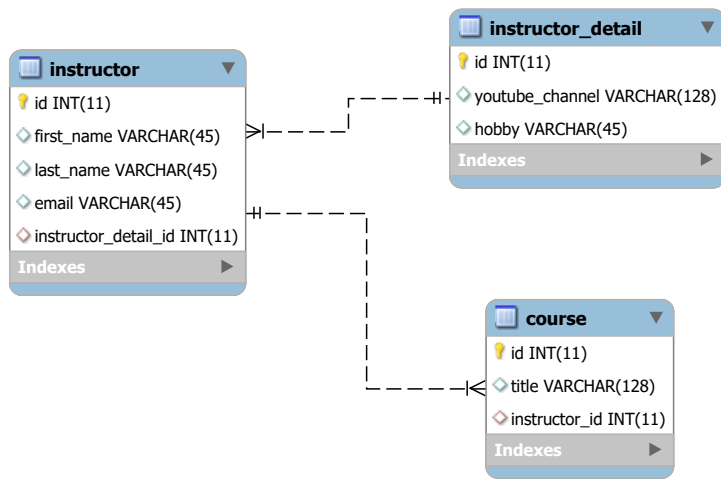 instructor
id INT(11)
first_name VARCHAR(45)
last_name VARCHAR(45)
email VARCHAR(45)
instructor_detail_id INT(11)
Indexes
instructor_detail
id INT(11)
youtube_channel VARCHAR(128)
hobby VARCHAR(45)
Indexes
course
id INT(11)
title VARCHAR(128)
instructor_id INT(11)
Indexes